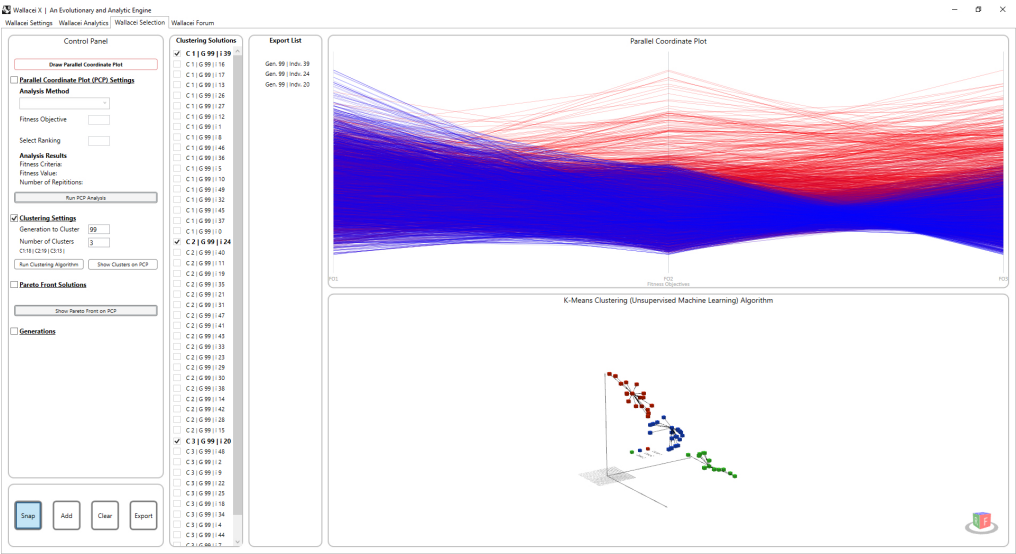 Wallacei X | An Evolutionary and Analytic Engine
Wallacei Settings Wallacei Analytics Wallacei Selection Wallacei Forum
Control Panel
Draw Parallel Coordinate Plot
Parallel Coordinate Plot (PCP) Settings
Analysis Method
Fitness Objective
Select Ranking
Analysis Results
Fitness Criteria:
Fitness Value:
Number of Repititions:
Run PCP Analysis
Clustering Settings
Generation to Cluster 99
Number of Clusters 3
C1:18 | C2:19 | C3:13 |
Run Clustering Algorithm Show Clusters on PCP
Pareto Front Solutions
Show Pareto Front on PCP
Generations
Snap Add Clear Export
Clustering Solutions
C 1 | G 99 | i 39
C 1 | G 99 | i 16
C 1 | G 99 | i 17
C 1 | G 99 | i 13
C 1 | G 99 | i 26
C 1 | G 99 | i 27
C 1 | G 99 | i 12
C 1 | G 99 | i 1
C 1 | G 99 | i 8
C 1 | G 99 | i 46
C 1 | G 99 | i 36
C 1 | G 99 | i 5
C 1 | G 99 | i 10
C 1 | G 99 | i 49
C 1 | G 99 | i 32
C 1 | G 99 | i 45
C 1 | G 99 | i 37
C 1 | G 99 | i 0
C 2 | G 99 | i 24
C 2 | G 99 | i 40
C 2 | G 99 | i 11
C 2 | G 99 | i 19
C 2 | G 99 | i 35
C 2 | G 99 | i 21
C 2 | G 99 | i 31
C 2 | G 99 | i 47
C 2 | G 99 | i 41
C 2 | G 99 | i 43
C 2 | G 99 | i 33
C 2 | G 99 | i 23
C 2 | G 99 | i 29
C 2 | G 99 | i 30
C 2 | G 99 | i 38
C 2 | G 99 | i 14
C 2 | G 99 | i 42
C 2 | G 99 | i 28
C 2 | G 99 | i 15
C 3 | G 99 | i 20
C 3 | G 99 | i 48
C 3 | G 99 | i 2
C 3 | G 99 | i 9
C 3 | G 99 | i 22
C 3 | G 99 | i 25
C 3 | G 99 | i 18
C 3 | G 99 | i 34
C 3 | G 99 | i 4
C 3 | G 99 | i 44
C 3 | G 99 | i 7
Export List
Gen. 99 | Indv. 39
Gen. 99 | Indv. 24
Gen. 99 | Indv. 20
Parallel Coordinate Plot
FO1 FO2 FO3
Fitness Objectives
K-Means Clustering (Unsupervised Machine Learning) Algorithm